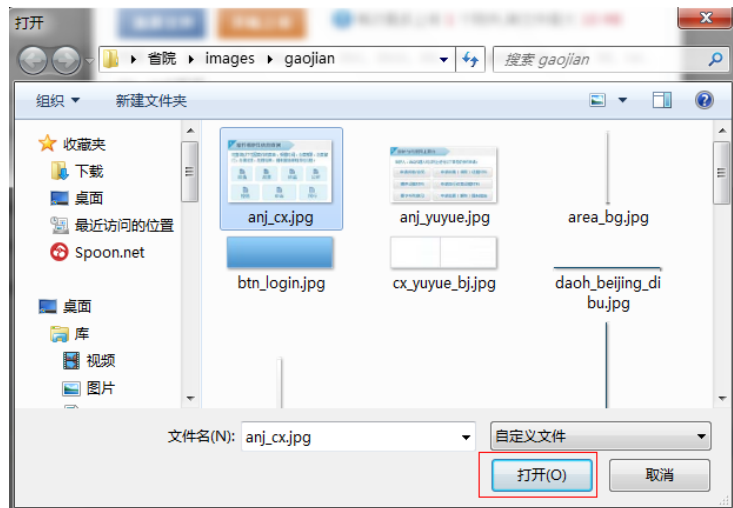 打开
省院 images gaojian
搜索 gaojian
组织 新建文件夹
收藏夹
下载
桌面
最近访问的位置
Spoon.net
桌面
库
视频
图片
anj_cx.jpg
anj_yuyue.jpg
area_bg.jpg
btn_login.jpg
cx_yuyue_bj.jpg
daoh_beijing_di
bu.jpg
文件名(N): anj_cx.jpg
自定义文件
打开(O)
取消